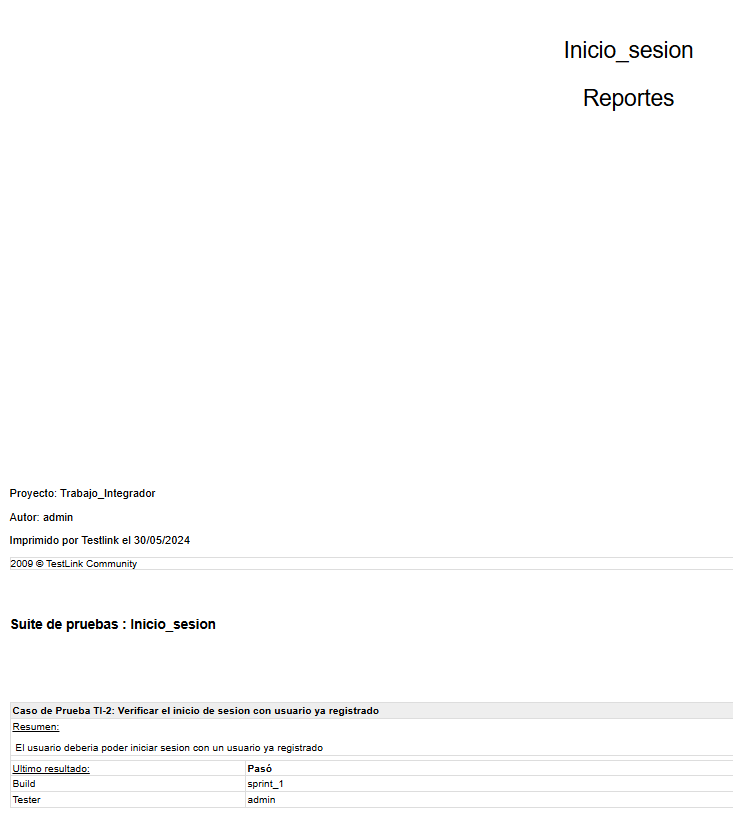 Inicio_sesion
Reportes
Proyecto: Trabajo_Integrador
Autor: admin
Imprimido por Testlink el 30/05/2024
2009 © TestLink Community
Suite de pruebas : Inicio_sesion
Caso de Prueba TI-2: Verificar el inicio de sesion con usuario ya registrado
Resumen:
El usuario deberia poder iniciar sesion con un usuario ya registrado
Ultimo resultado: Pasó
Build sprint_1
Tester admin